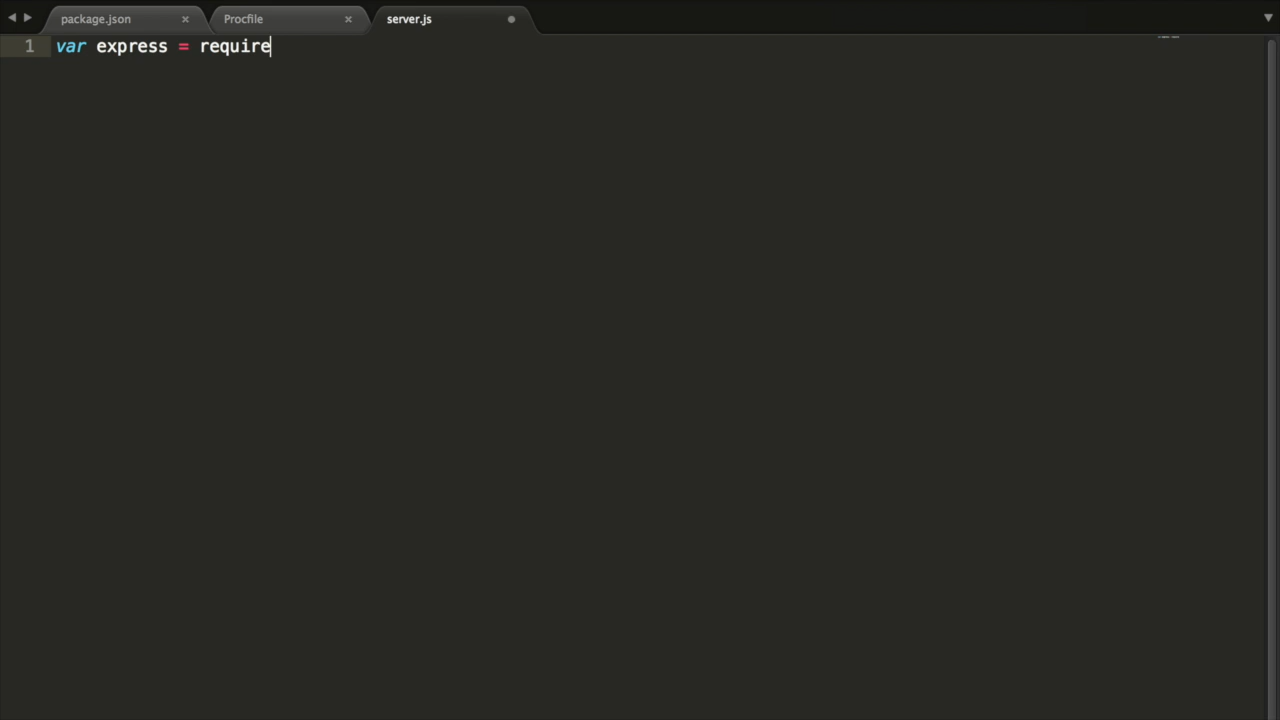 package.json × Procfile × server.js
1 var express = require